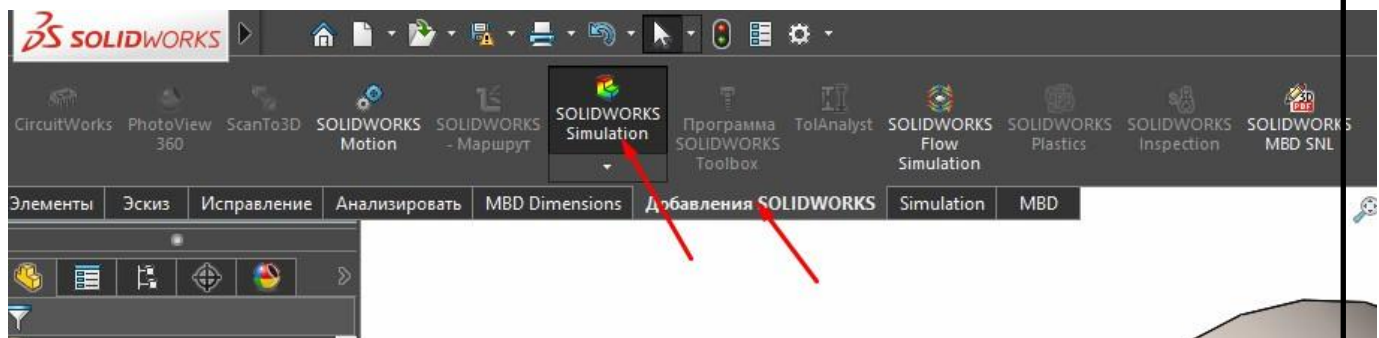 SOLIDWORKS
CircuitWorks
PhotoView
360
ScanTo3D
SOLIDWORKS
Motion
SOLIDWORKS
- Маршрут
SOLIDWORKS
Simulation
Программа
SOLIDWORKS
Toolbox
TolAnalyst
SOLIDWORKS
Flow
Simulation
SOLIDWORKS
Plastics
SOLIDWORKS
Inspection
SOLIDWORKS
MBD SNL
Элементы
Эскиз
Исправление
Анализировать
MBD Dimensions
Добавления SOLIDWORKS
Simulation
MBD